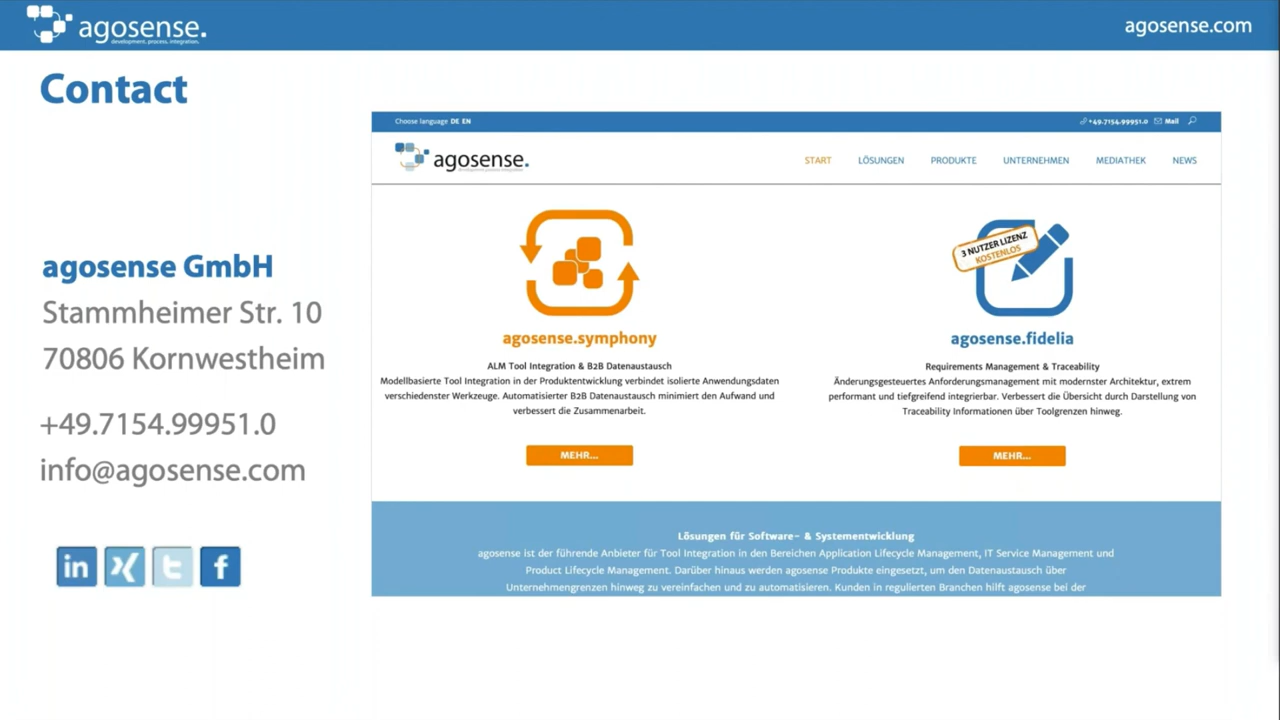 agosense.
development. process. integration.
agosense.com
Contact
agosense GmbH
Stammheimer Str. 10
70806 Kornwestheim
+49.7154.99951.0
info@agosense.com
in
t
f
Choose language DE EN
+49.7154.99951.0 Mail
agosense.
development.process.integration
START LÖSUNGEN PRODUKTE UNTERNEHMEN MEDIATHEK NEWS
agosense.symphony
ALM Tool Integration & B2B Datenaustausch
Modellbasierte Tool Integration in der Produktentwicklung verbindet isolierte Anwendungsdaten
verschiedenster Werkzeuge. Automatisierter B2B Datenaustausch minimiert den Aufwand und
verbessert die Zusammenarbeit.
MEHR...
3 NUTZER LIZENZ
KOSTENLOS
agosense.fidelia
Requirements Management & Traceability
Änderungsgesteuertes Anforderungsmanagement mit modernster Architektur, extrem
performant und tiefgreifend integrierbar. Verbessert die Übersicht durch Darstellung von
Traceability Informationen über Toolgrenzen hinweg.
MEHR...
Lösungen für Software- & Systementwicklung
agosense ist der führende Anbieter für Tool Integration in den Bereichen Application Lifecycle Management, IT Service Management und
Product Lifecycle Management. Darüber hinaus werden agosense Produkte eingesetzt, um den Datenaustausch über
Unternehmengrenzen hinweg zu vereinfachen und zu automatisieren. Kunden in regulierten Branchen hilft agosense bei der